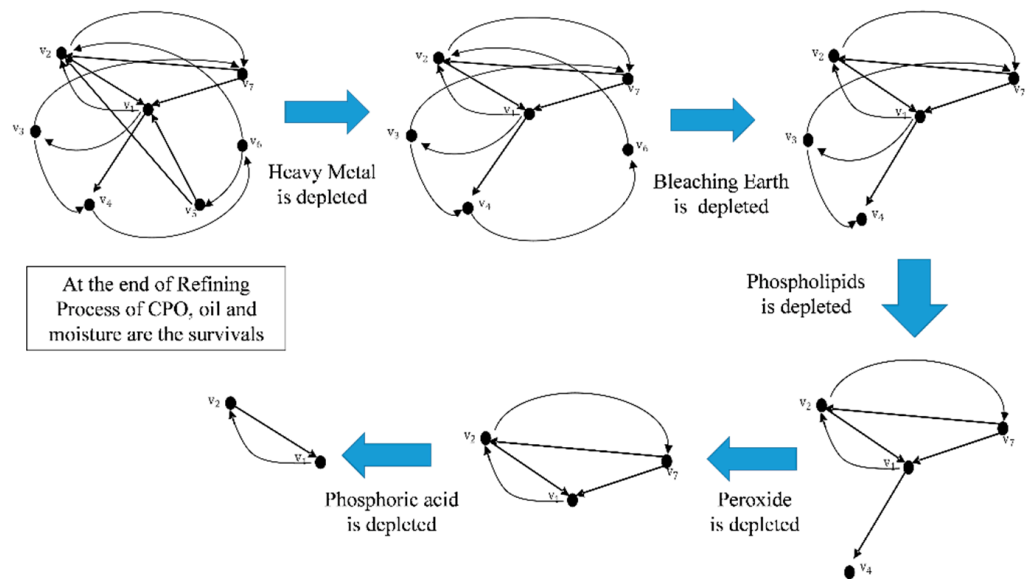 v2
v7
v1
v3
v6
v4
v5
Heavy Metal
is depleted
v2
v7
v1
v3
v6
v4
Bleaching Earth
is depleted
v2
v7
v1
v3
v4
At the end of Refining
Process of CPO, oil and
moisture are the survivals
Phospholipids
is depleted
v2
v7
v1
v4
Peroxide
is depleted
v2
v7
v1
Phosphoric acid
is depleted
v2
v1